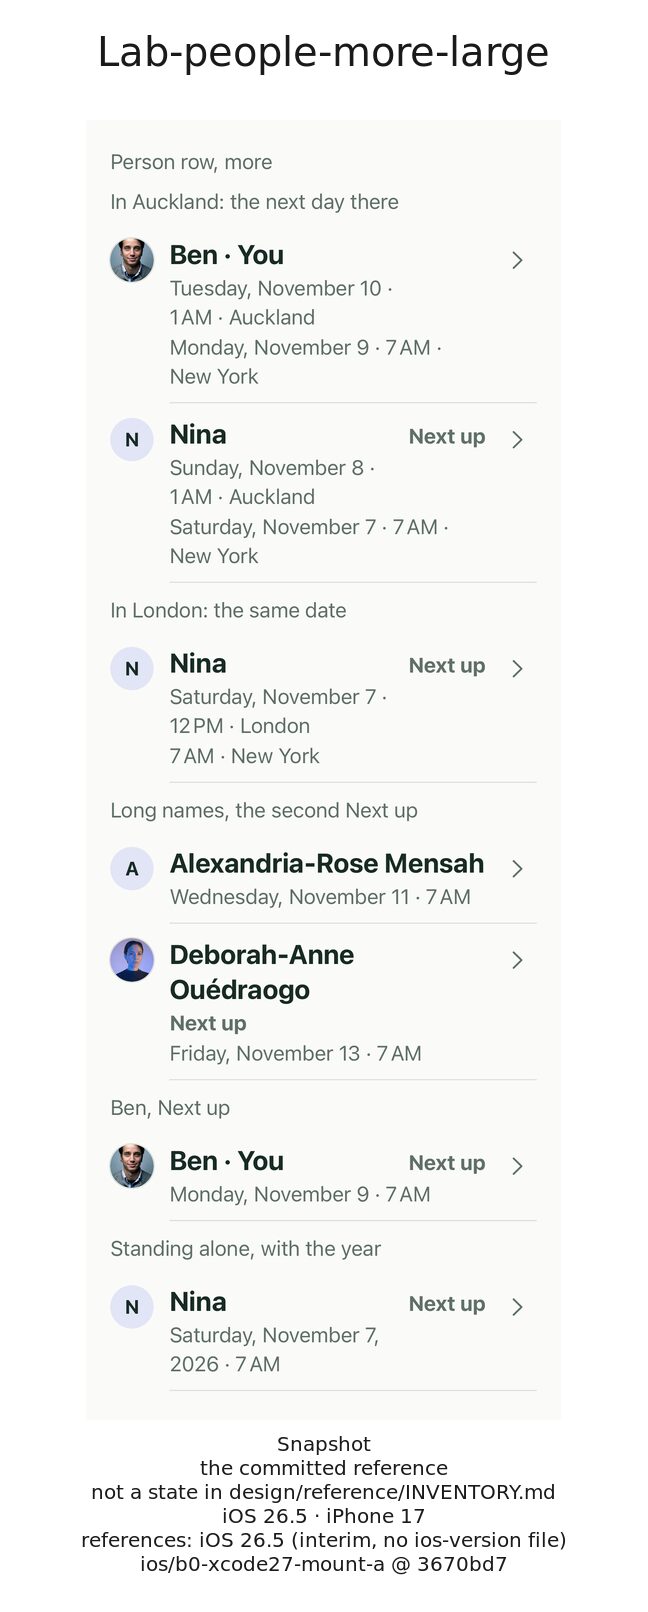 Lab-people-more-large
Person row, more
In Auckland: the next day there
Ben · You
Tuesday, November 10 ·
1 AM · Auckland
Monday, November 9 · 7 AM ·
New York
N
Nina
Next up
Sunday, November 8 ·
1 AM · Auckland
Saturday, November 7 · 7 AM ·
New York
In London: the same date
N
Nina
Next up
Saturday, November 7 ·
12 PM · London
7 AM · New York
Long names, the second Next up
A
Alexandria-Rose Mensah
Wednesday, November 11 · 7 AM
Deborah-Anne
Ouédraogo
Next up
Friday, November 13 · 7 AM
Ben, Next up
Ben · You
Next up
Monday, November 9 · 7 AM
Standing alone, with the year
N
Nina
Next up
Saturday, November 7,
2026 · 7 AM
Snapshot
the committed reference
not a state in design/reference/INVENTORY.md
iOS 26.5 · iPhone 17
references: iOS 26.5 (interim, no ios-version file)
ios/b0-xcode27-mount-a @ 3670bd7